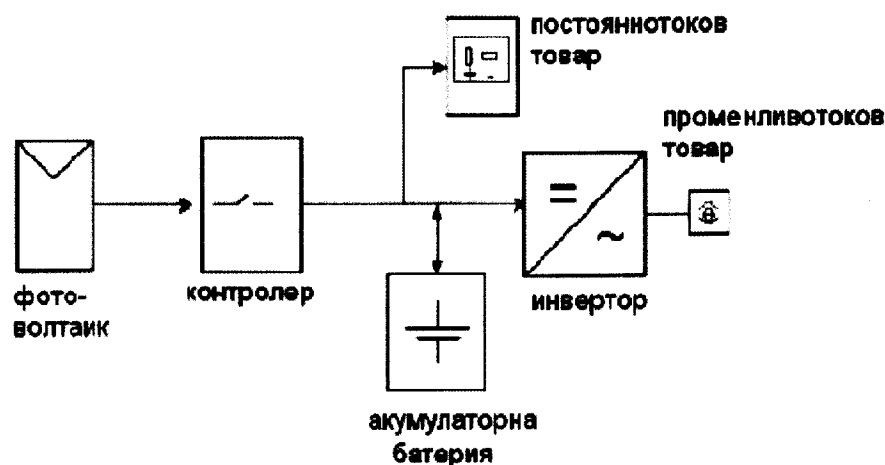 постояннотоков
товар
променливотоков
товар
фото-
волтаик
контролер
инвертор
акумулаторна
батерия